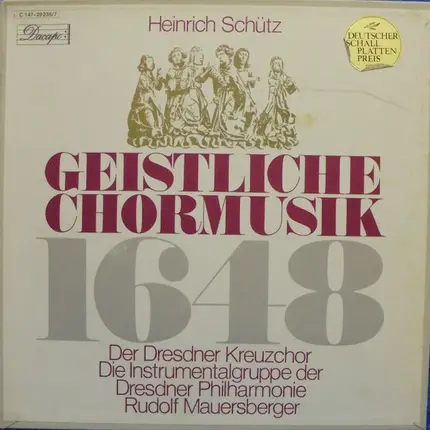 C 147-29 255/7
Dacapo
Heinrich Schütz
DEUTSCHER
SCHALL
PLATTEN
PREIS
GEISTLICHE
CHORMUSIK
1648
Der Dresdner Kreuzchor
Die Instrumentalgruppe der
Dresdner Philharmonie
Rudolf Mauersberger